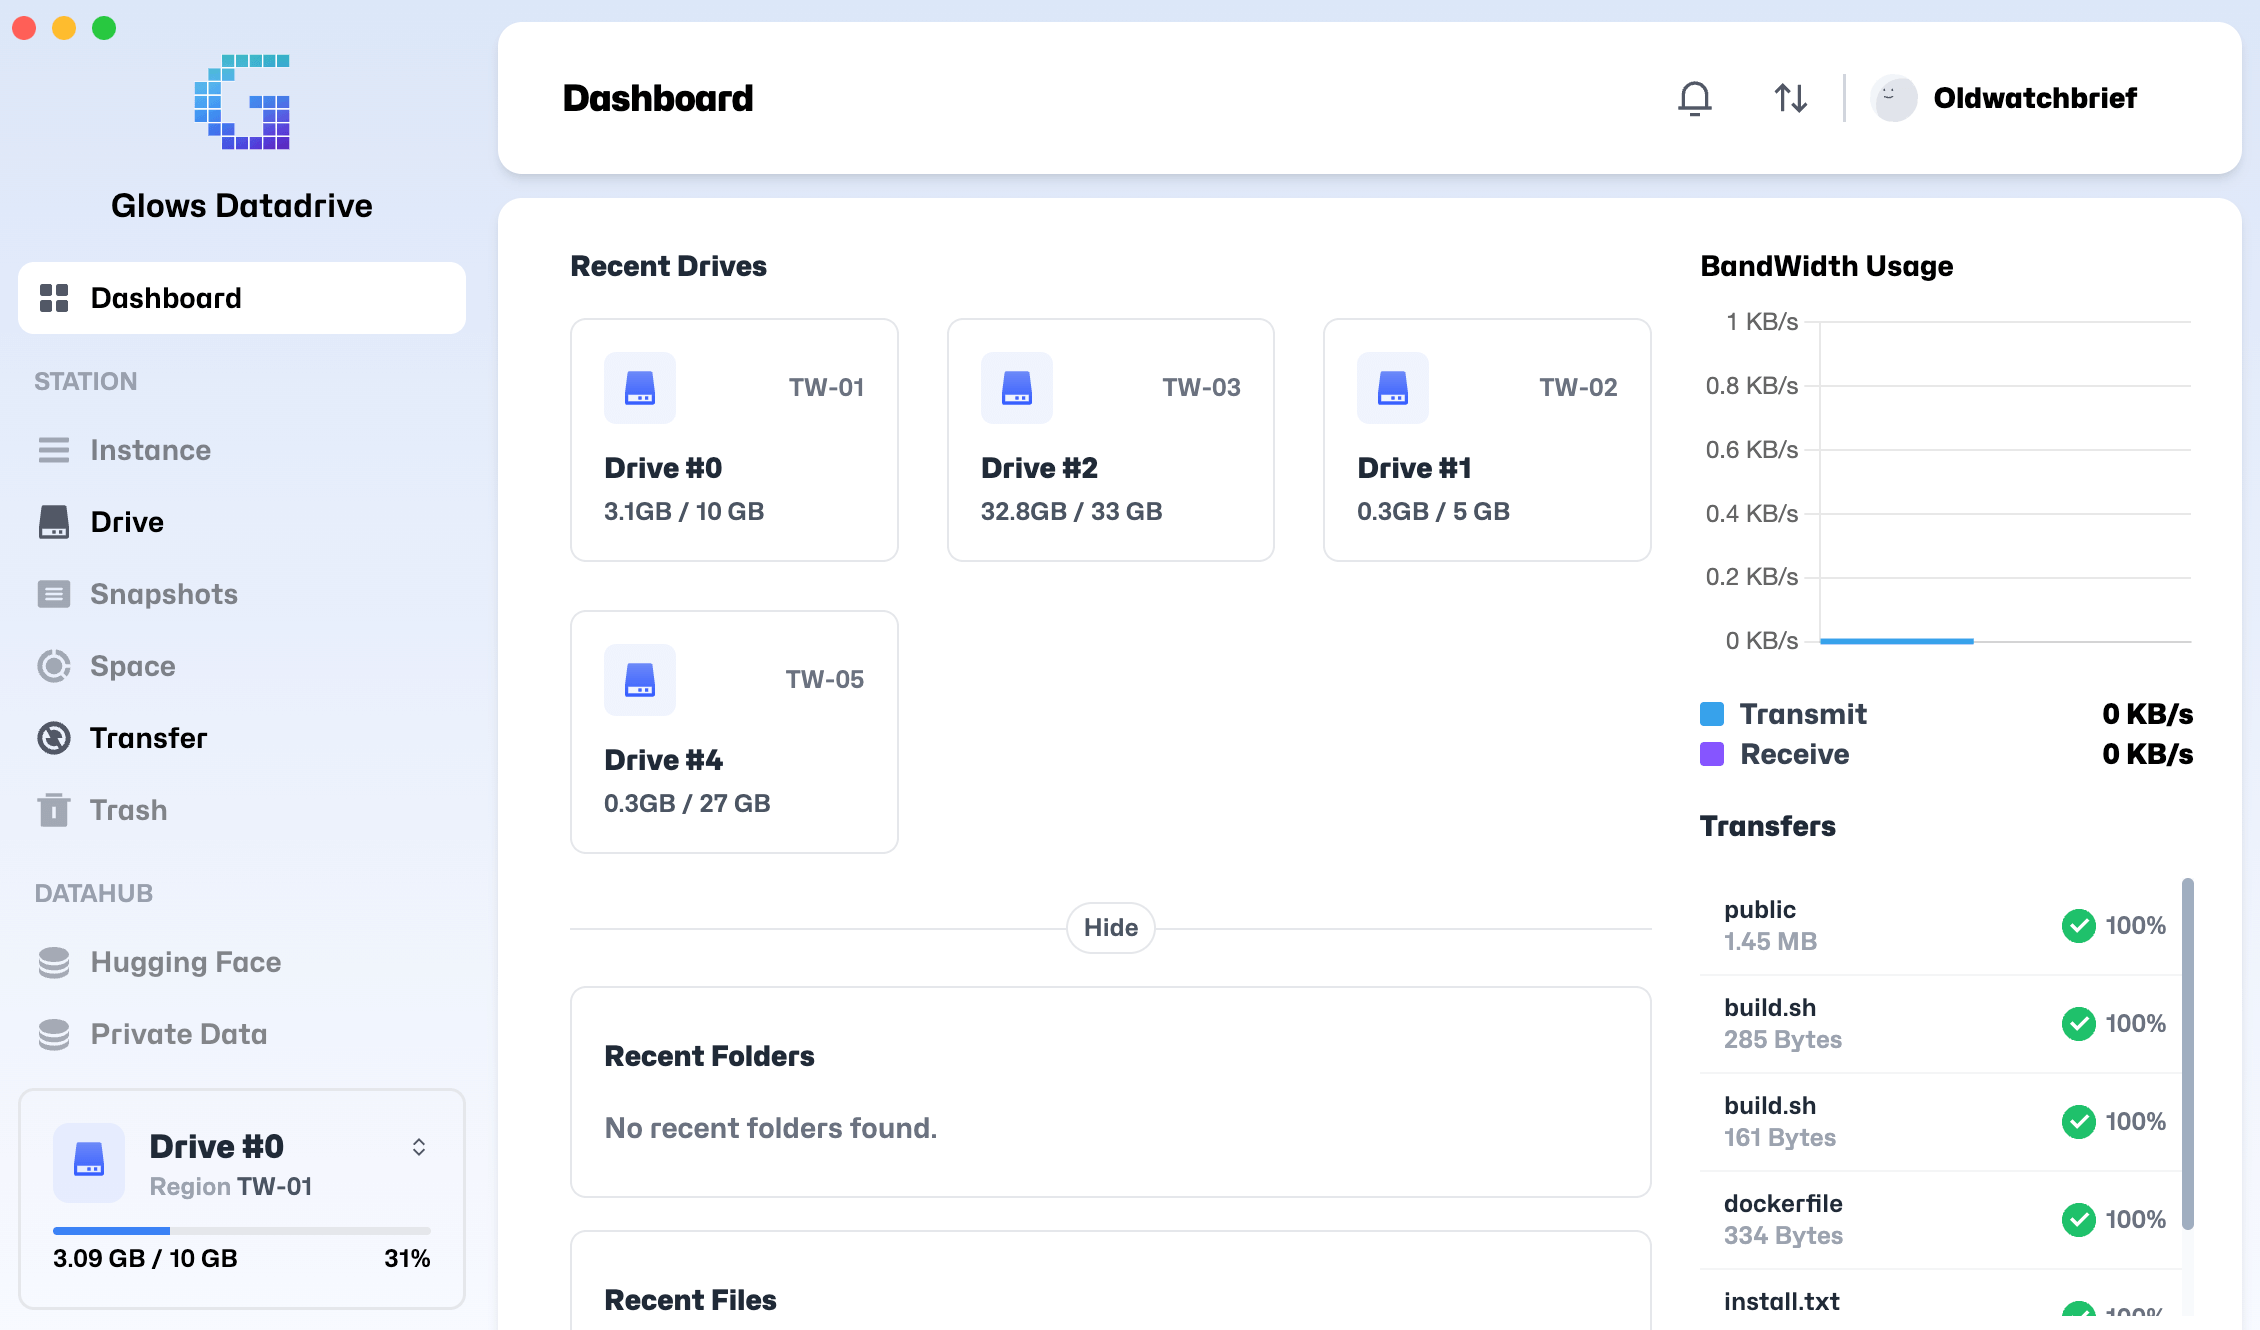 Glows Datadrive
Dashboard
STATION
Instance
Drive
Snapshots
Space
Transfer
Trash
DATAHUB
Hugging Face
Private Data
Drive #0
Region TW-01
3.09 GB / 10 GB
31%
Dashboard
Oldwatchbrief
Recent Drives
TW-01
Drive #0
3.1GB / 10 GB
TW-03
Drive #2
32.8GB / 33 GB
TW-02
Drive #1
0.3GB / 5 GB
TW-05
Drive #4
0.3GB / 27 GB
Hide
Recent Folders
No recent folders found.
Recent Files
BandWidth Usage
1 KB/s
0.8 KB/s
0.6 KB/s
0.4 KB/s
0.2 KB/s
0 KB/s
Transmit 0 KB/s
Receive 0 KB/s
Transfers
public
1.45 MB
100%
build.sh
285 Bytes
100%
build.sh
161 Bytes
100%
dockerfile
334 Bytes
100%
install.txt
100%